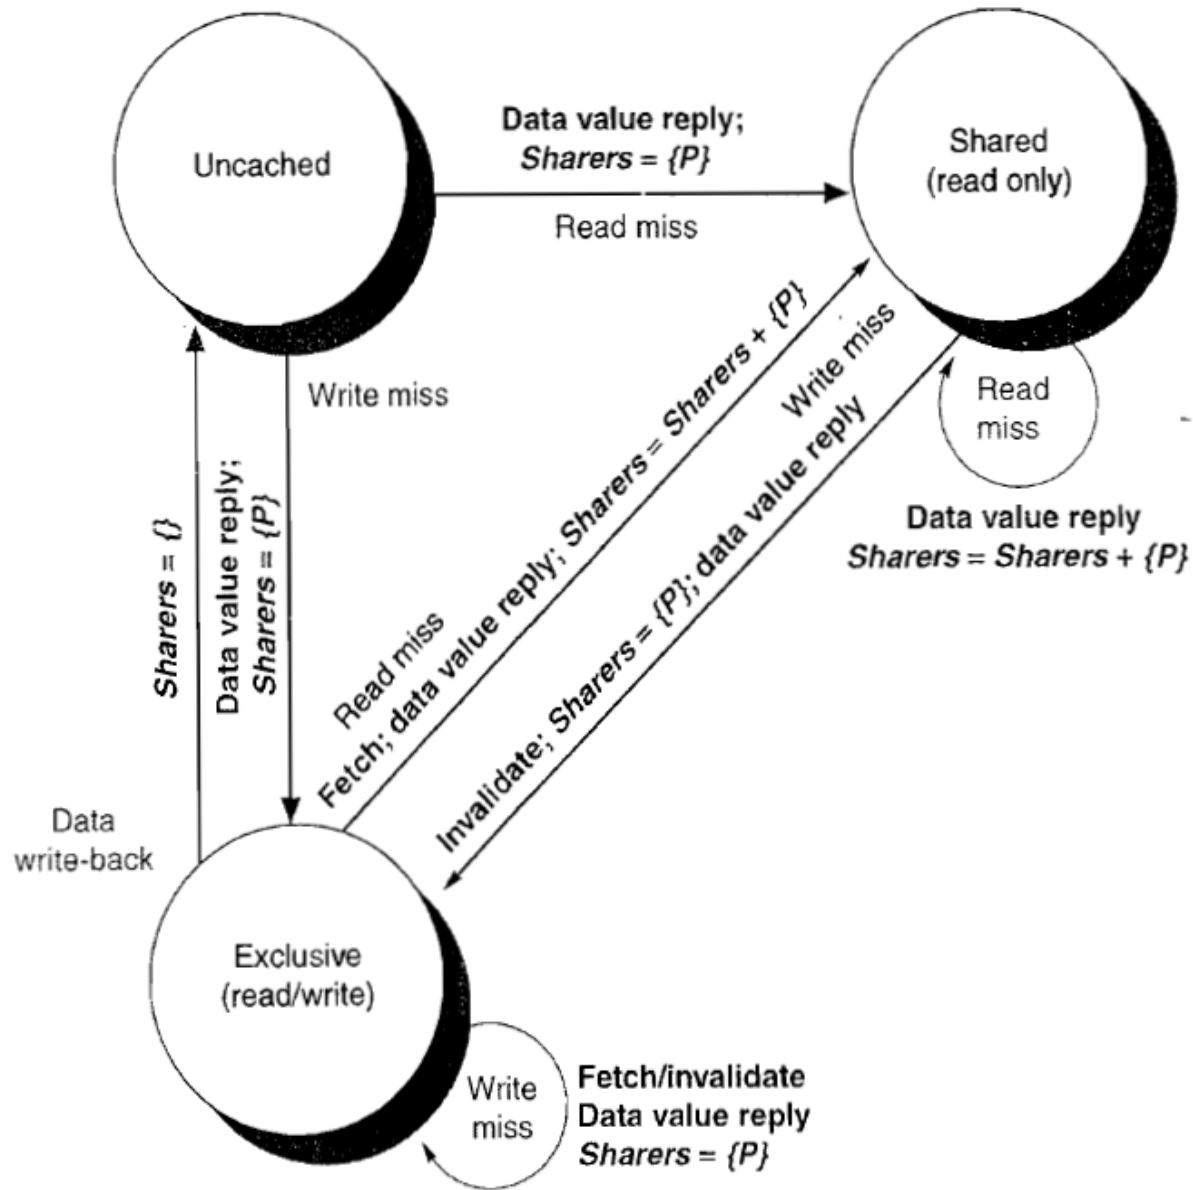 Uncached
Data value reply;
Sharers = {P}
Read miss
Shared
(read only)
Write miss
Sharers = {}
Data value reply;
Sharers = {P}
Read miss
Fetch; data value reply; Sharers = Sharers + {P}
Write miss
Invalidate; Sharers = {P}; data value reply
Read
miss
Data value reply
Sharers = Sharers + {P}
Data
write-back
Exclusive
(read/write)
Write
miss
Fetch/invalidate
Data value reply
Sharers = {P}